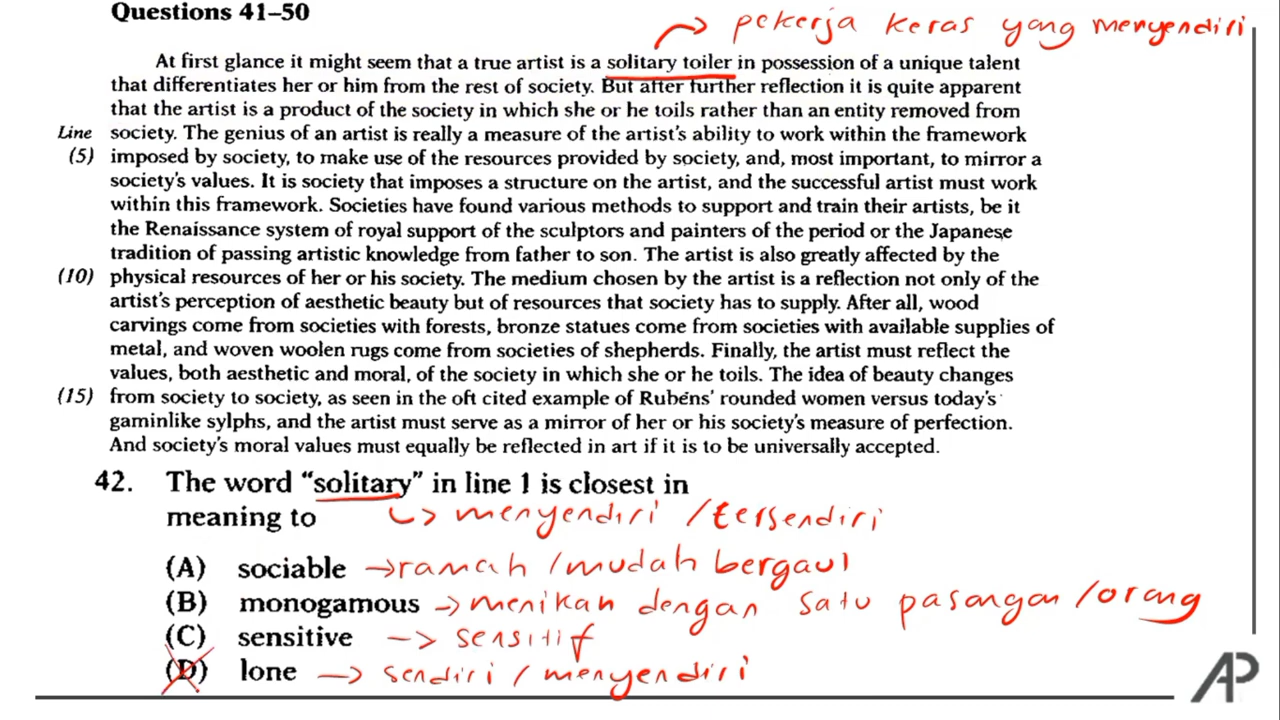 Questions 41–50
pekerja keras yang menyendiri
At first glance it might seem that a true artist is a solitary toiler in possession of a unique talent
that differentiates her or him from the rest of society. But after further reflection it is quite apparent
that the artist is a product of the society in which she or he toils rather than an entity removed from
Line society. The genius of an artist is really a measure of the artist's ability to work within the framework
(5) imposed by society, to make use of the resources provided by society, and, most important, to mirror a
society's values. It is society that imposes a structure on the artist, and the successful artist must work
within this framework. Societies have found various methods to support and train their artists, be it
the Renaissance system of royal support of the sculptors and painters of the period or the Japanese
tradition of passing artistic knowledge from father to son. The artist is also greatly affected by the
(10) physical resources of her or his society. The medium chosen by the artist is a reflection not only of the
artist's perception of aesthetic beauty but of resources that society has to supply. After all, wood
carvings come from societies with forests, bronze statues come from societies with available supplies of
metal, and woven woolen rugs come from societies of shepherds. Finally, the artist must reflect the
values, both aesthetic and moral, of the society in which she or he toils. The idea of beauty changes
(15) from society to society, as seen in the oft cited example of Rubens' rounded women versus today's
gaminlike sylphs, and the artist must serve as a mirror of her or his society's measure of perfection.
And society's moral values must equally be reflected in art if it is to be universally accepted.
42. The word "solitary" in line 1 is closest in
meaning to → menyendiri / tersendiri
(A) sociable → ramah / mudah bergaul
(B) monogamous → menikah dengan satu pasangan / orang
(C) sensitive → sensitif
(D) lone → sendiri / menyendiri
AP